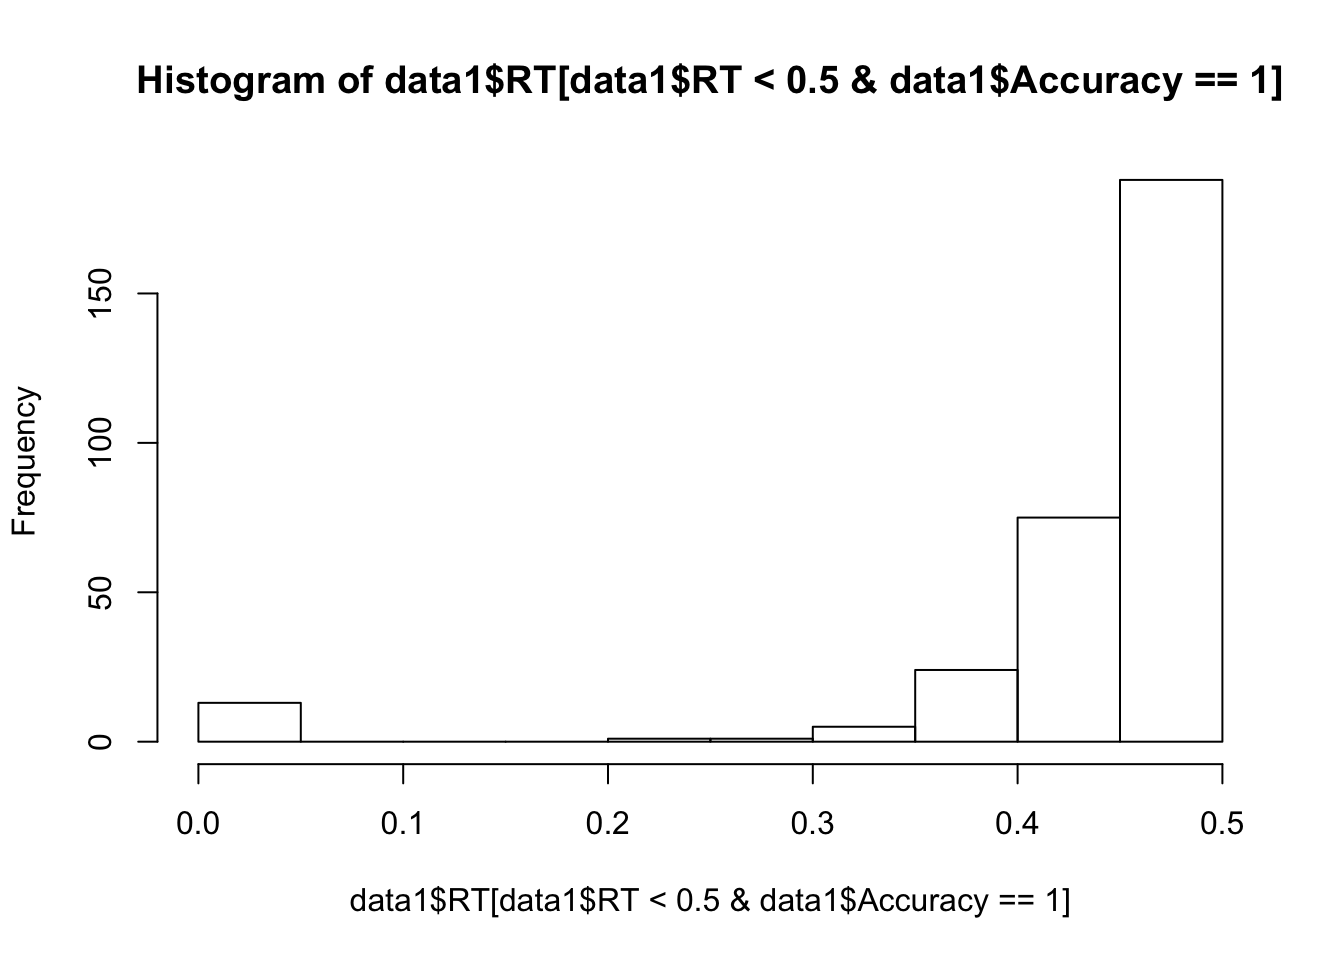 Histogram of data1$RT[data1$RT < 0.5 & data1$Accuracy == 1]
Frequency
150
100
50
0
0.0 0.1 0.2 0.3 0.4 0.5
data1$RT[data1$RT < 0.5 & data1$Accuracy == 1]